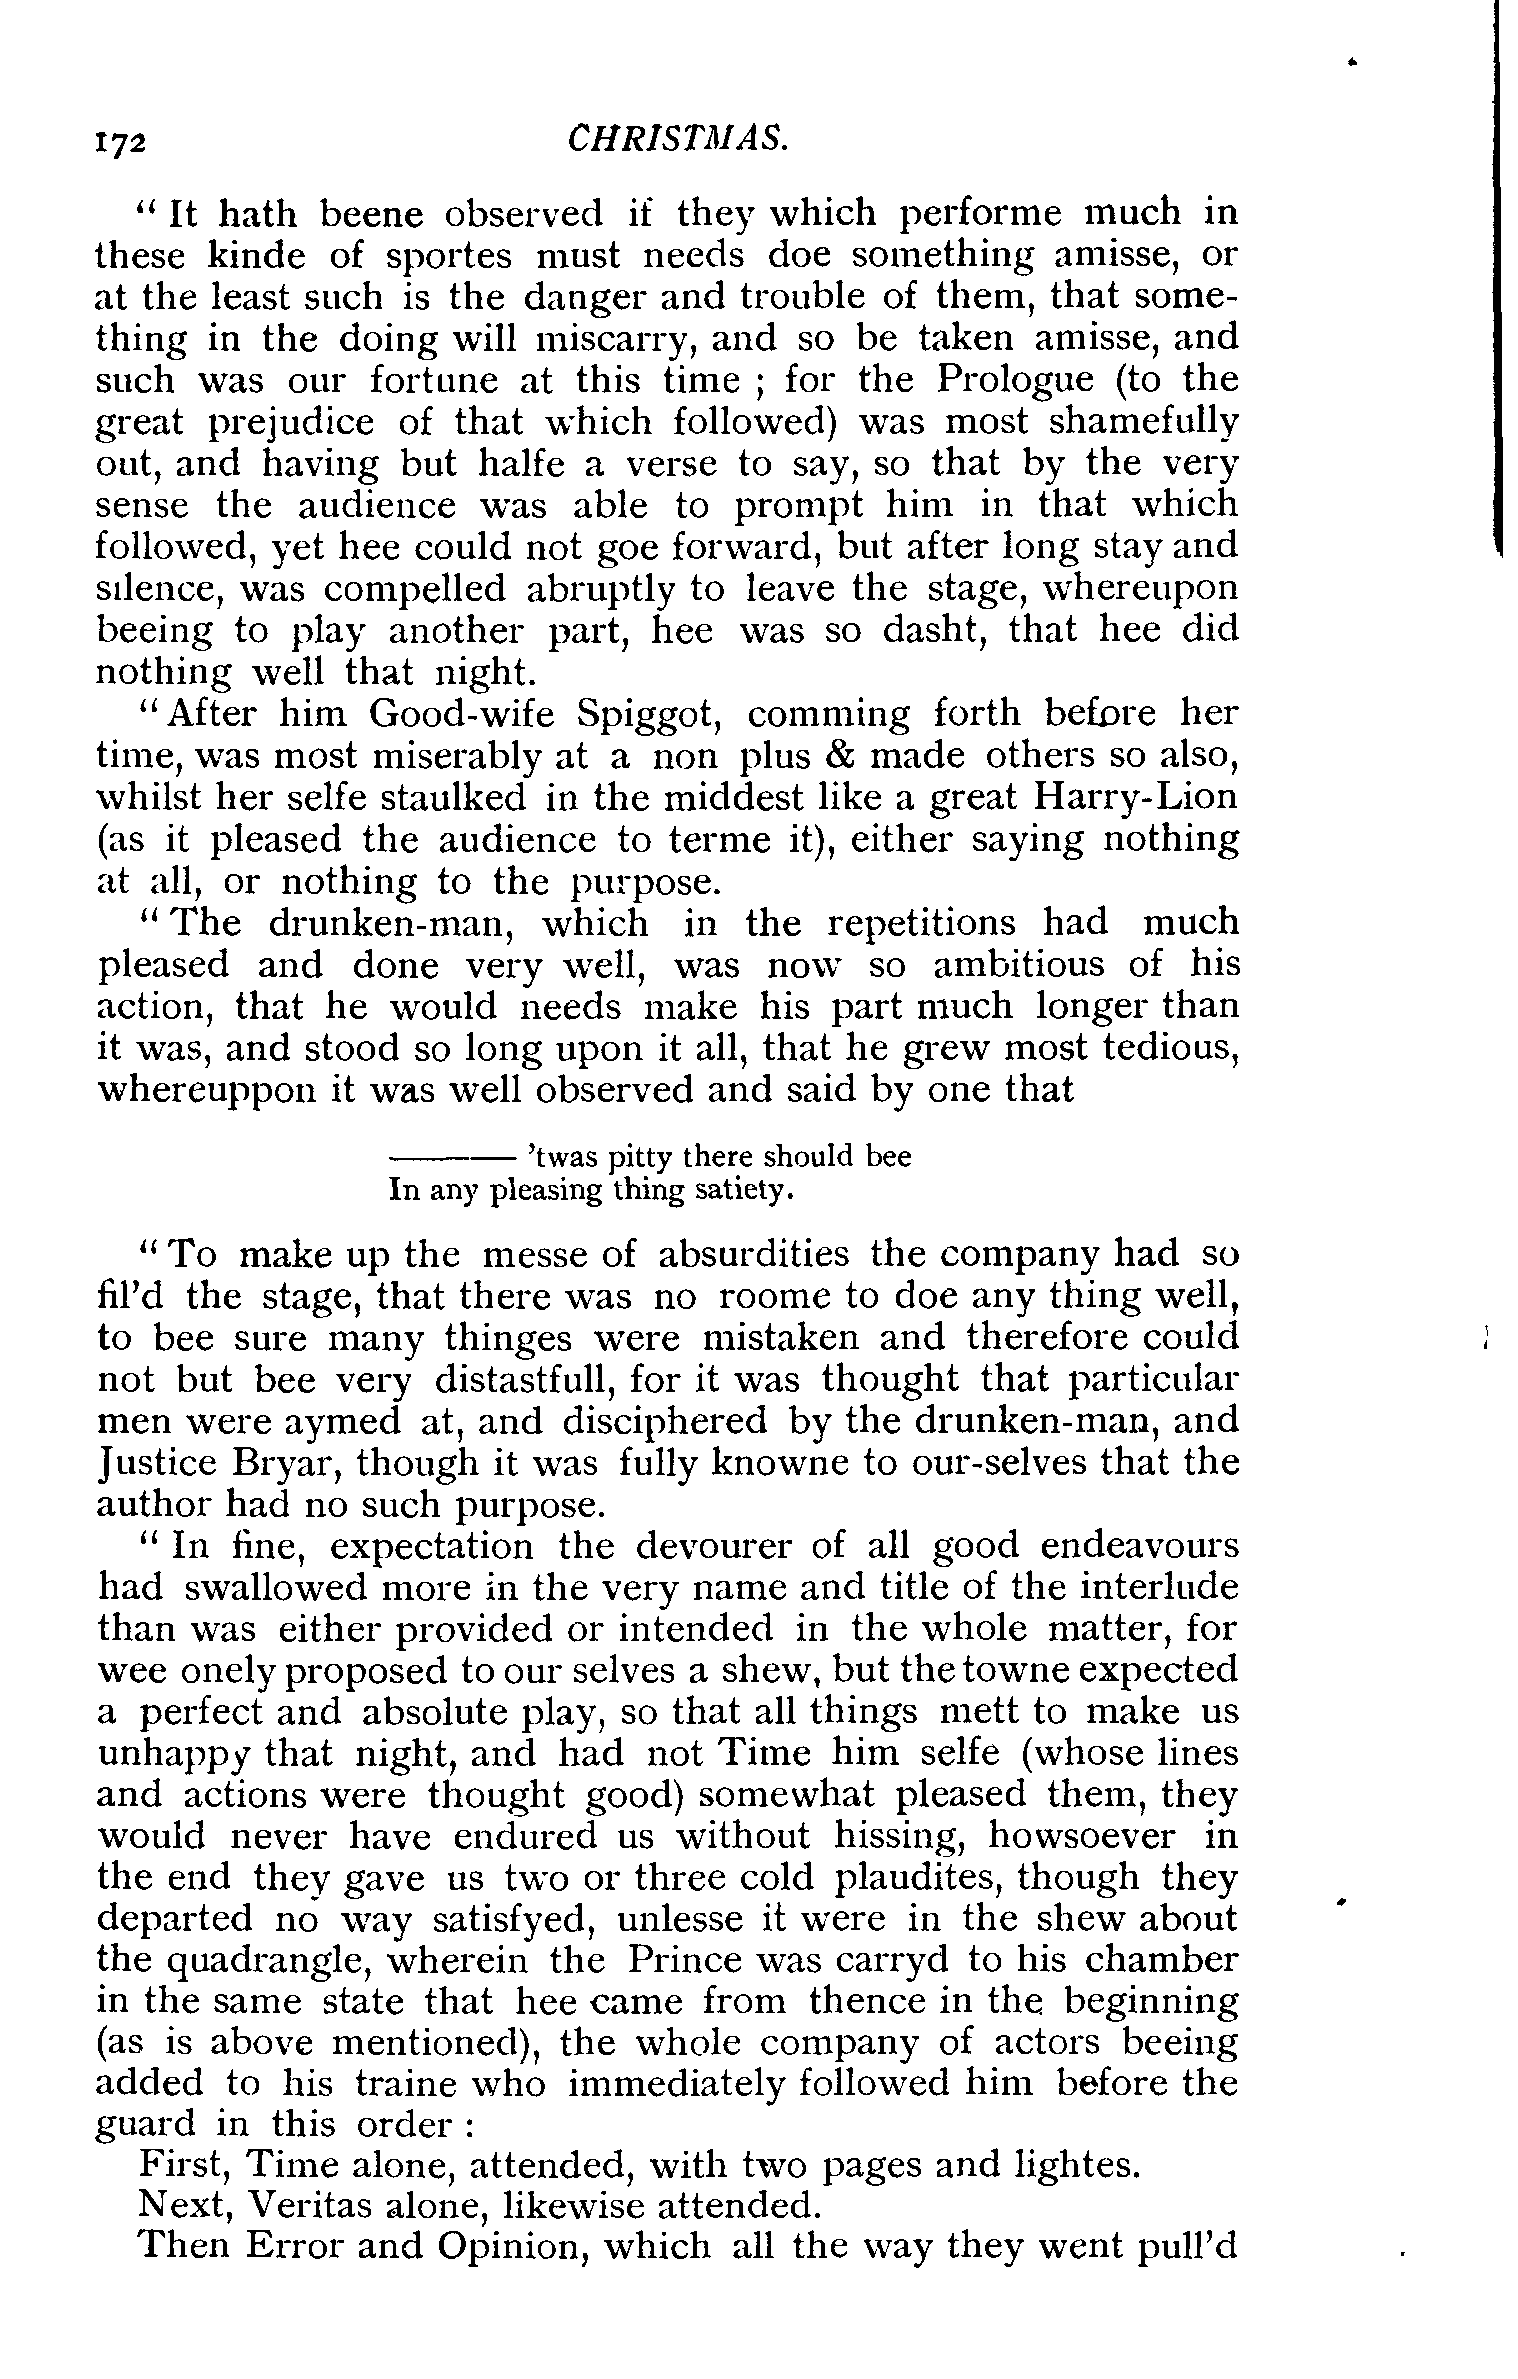 172 CHRISTMAS.
“ It hath beene observed if they which performe much in
these kinde of sportes must needs doe something amisse, or
at the least such is the danger and trouble of them, that some-
thing in the doing will miscarry, and so be taken amisse, and
such was our fortune at this time ; for the Prologue (to the
great prejudice of that which followed) was most shamefully
out, and having but halfe a verse to say, so that by the very
sense the audience was able to prompt him in that which
followed, yet hee could not goe forward, but after long stay and
silence, was compelled abruptly to leave the stage, whereupon
beeing to play another part, hee was so dasht, that hee did
nothing well that night.
“ After him Good-wife Spiggot, comming forth before her
time, was most miserably at a non plus & made others so also,
whilst her selfe staulked in the middest like a great Harry-Lion
(as it pleased the audience to terme it), either saying nothing
at all, or nothing to the purpose.
“ The drunken-man, which in the repetitions had much
pleased and done very well, was now so ambitious of his
action, that he would needs make his part much longer than
it was, and stood so long upon it all, that he grew most tedious,
whereuppon it was well observed and said by one that
——— ’twas pitty there should bee
In any pleasing thing satiety.
“ To make up the messe of absurdities the company had so
fil’d the stage, that there was no roome to doe any thing well,
to bee sure many thinges were mistaken and therefore could
not but bee very distastfull, for it was thought that particular
men were aymed at, and disciphered by the drunken-man, and
Justice Bryar, though it was fully knowne to our-selves that the
author had no such purpose.
“ In fine, expectation the devourer of all good endeavours
had swallowed more in the very name and title of the interlude
than was either provided or intended in the whole matter, for
wee onely proposed to our selves a shew, but the towne expected
a perfect and absolute play, so that all things mett to make us
unhappy that night, and had not Time him selfe (whose lines
and actions were thought good) somewhat pleased them, they
would never have endured us without hissing, howsoever in
the end they gave us two or three cold plaudites, though they
departed no way satisfyed, unlesse it were in the shew about
the quadrangle, wherein the Prince was carryd to his chamber
in the same state that hee came from thence in the beginning
(as is above mentioned), the whole company of actors beeing
added to his traine who immediately followed him before the
guard in this order :
First, Time alone, attended, with two pages and lightes.
Next, Veritas alone, likewise attended.
Then Error and Opinion, which all the way they went pull’d